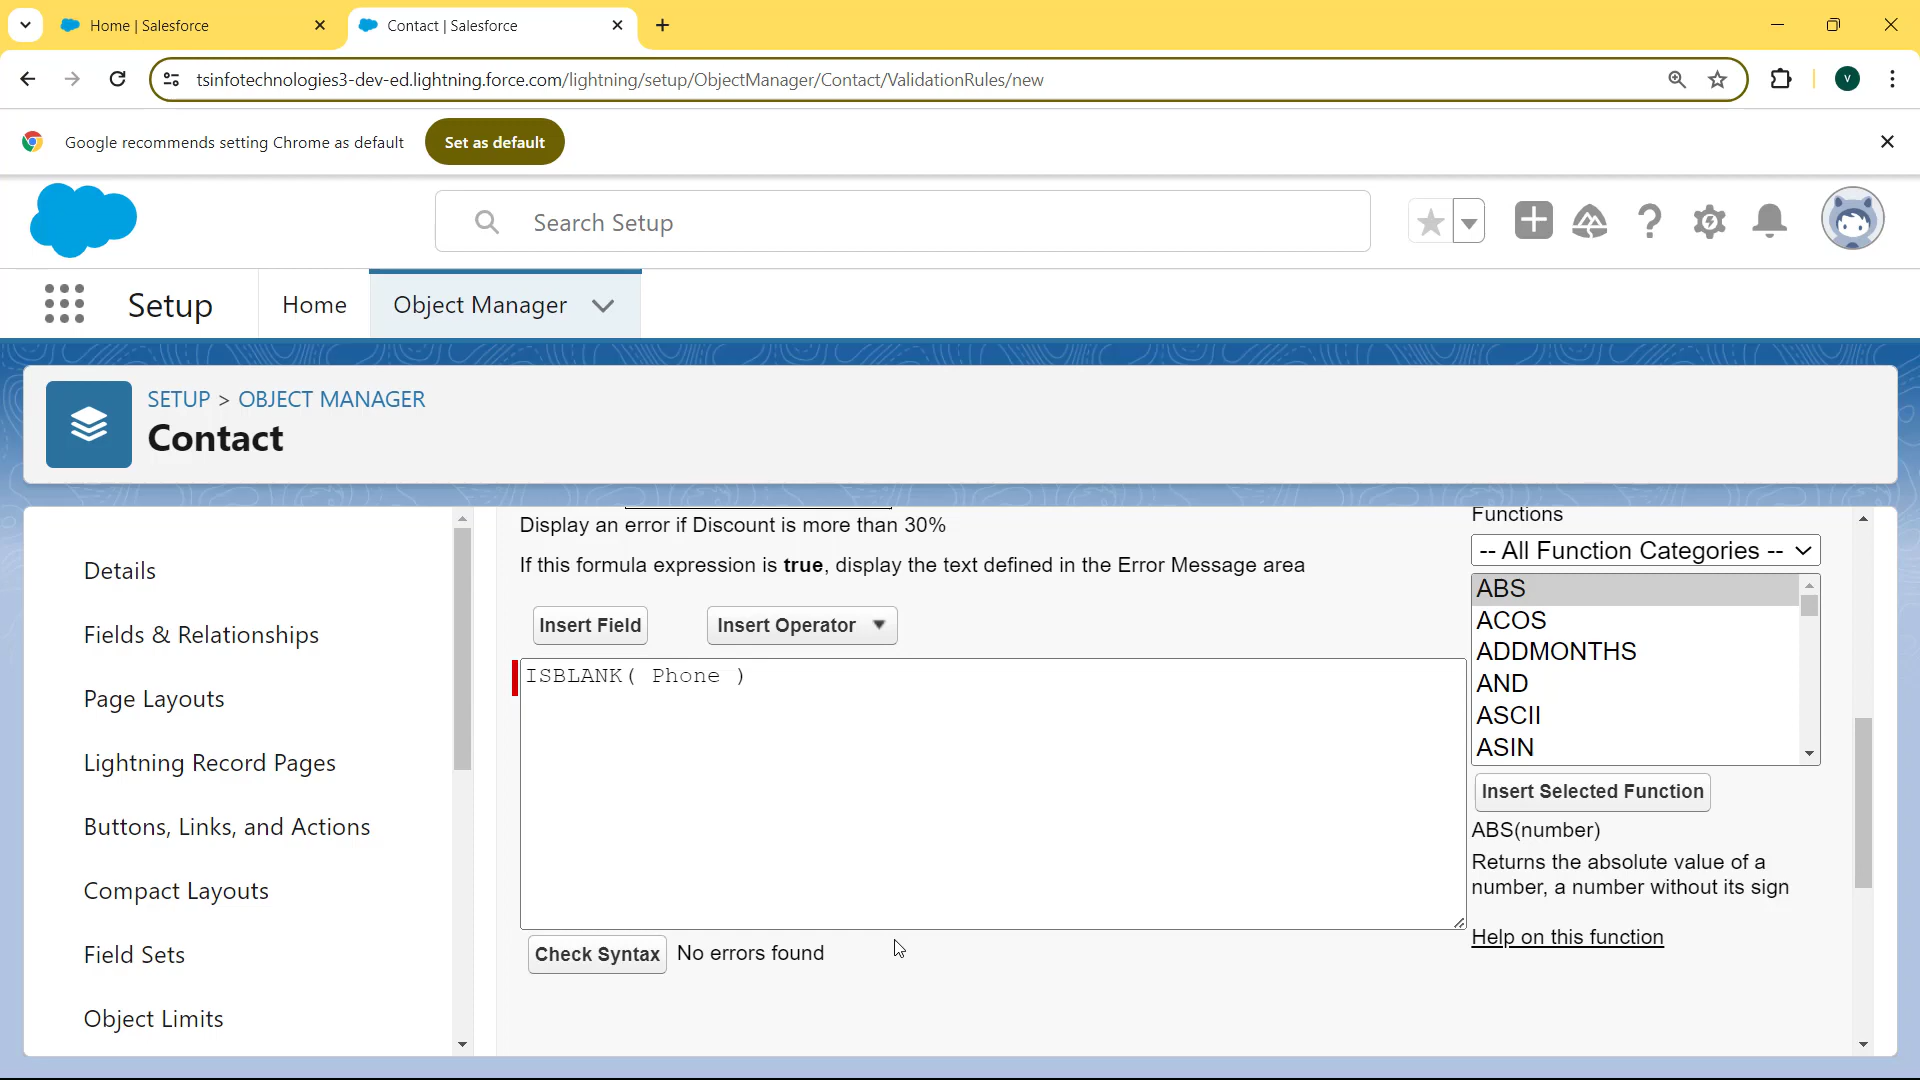 Home | Salesforce
Contact | Salesforce
tsinfotechnologies3-dev-ed.lightning.force.com/lightning/setup/ObjectManager/Contact/ValidationRules/new
V
Google recommends setting Chrome as default
Set as default
Search Setup
Setup
Home
Object Manager
SETUP > OBJECT MANAGER
Contact
Details
Fields & Relationships
Page Layouts
Lightning Record Pages
Buttons, Links, and Actions
Compact Layouts
Field Sets
Object Limits
Display an error if Discount is more than 30%
If this formula expression is true, display the text defined in the Error Message area
Insert Field
Insert Operator
ISBLANK( Phone )
Check Syntax
No errors found
Functions
-- All Function Categories --
ABS
ACOS
ADDMONTHS
AND
ASCII
ASIN
Insert Selected Function
ABS(number)
Returns the absolute value of a
number, a number without its sign
Help on this function